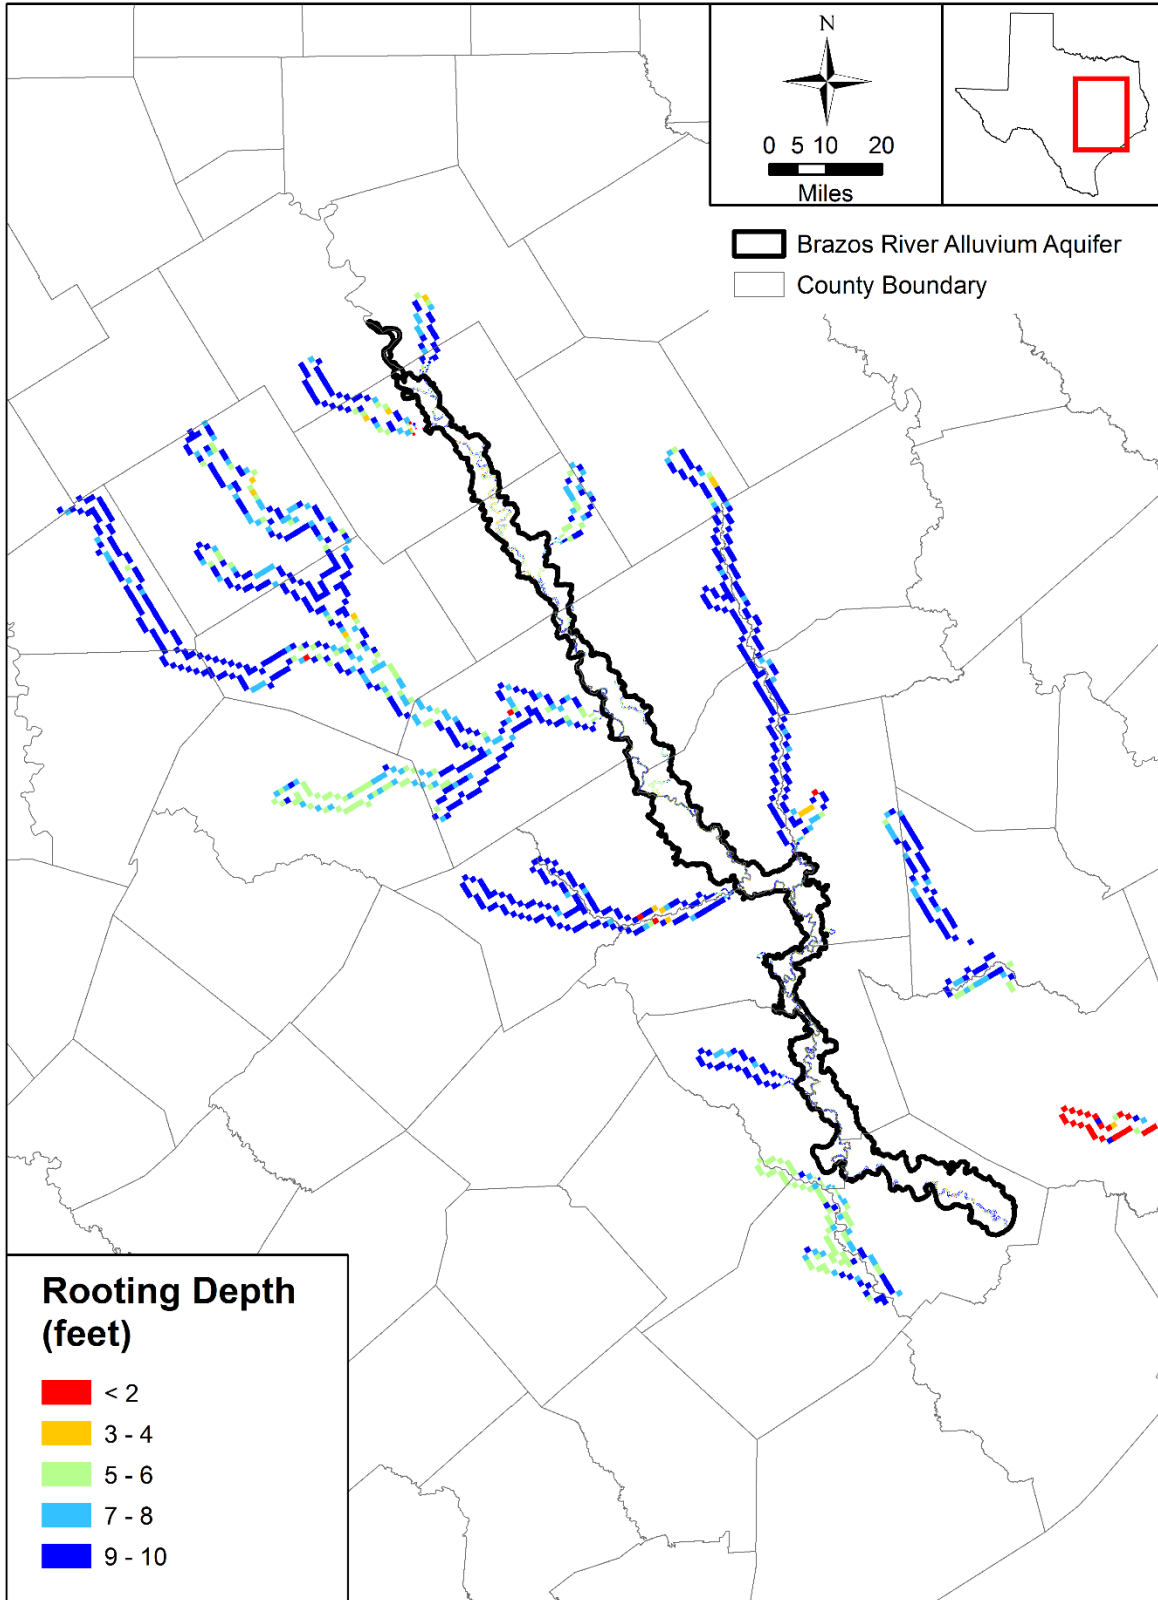 N
0 5 10 20
Miles
Brazos River Alluvium Aquifer
County Boundary
Rooting Depth
(feet)
< 2
3 - 4
5 - 6
7 - 8
9 - 10